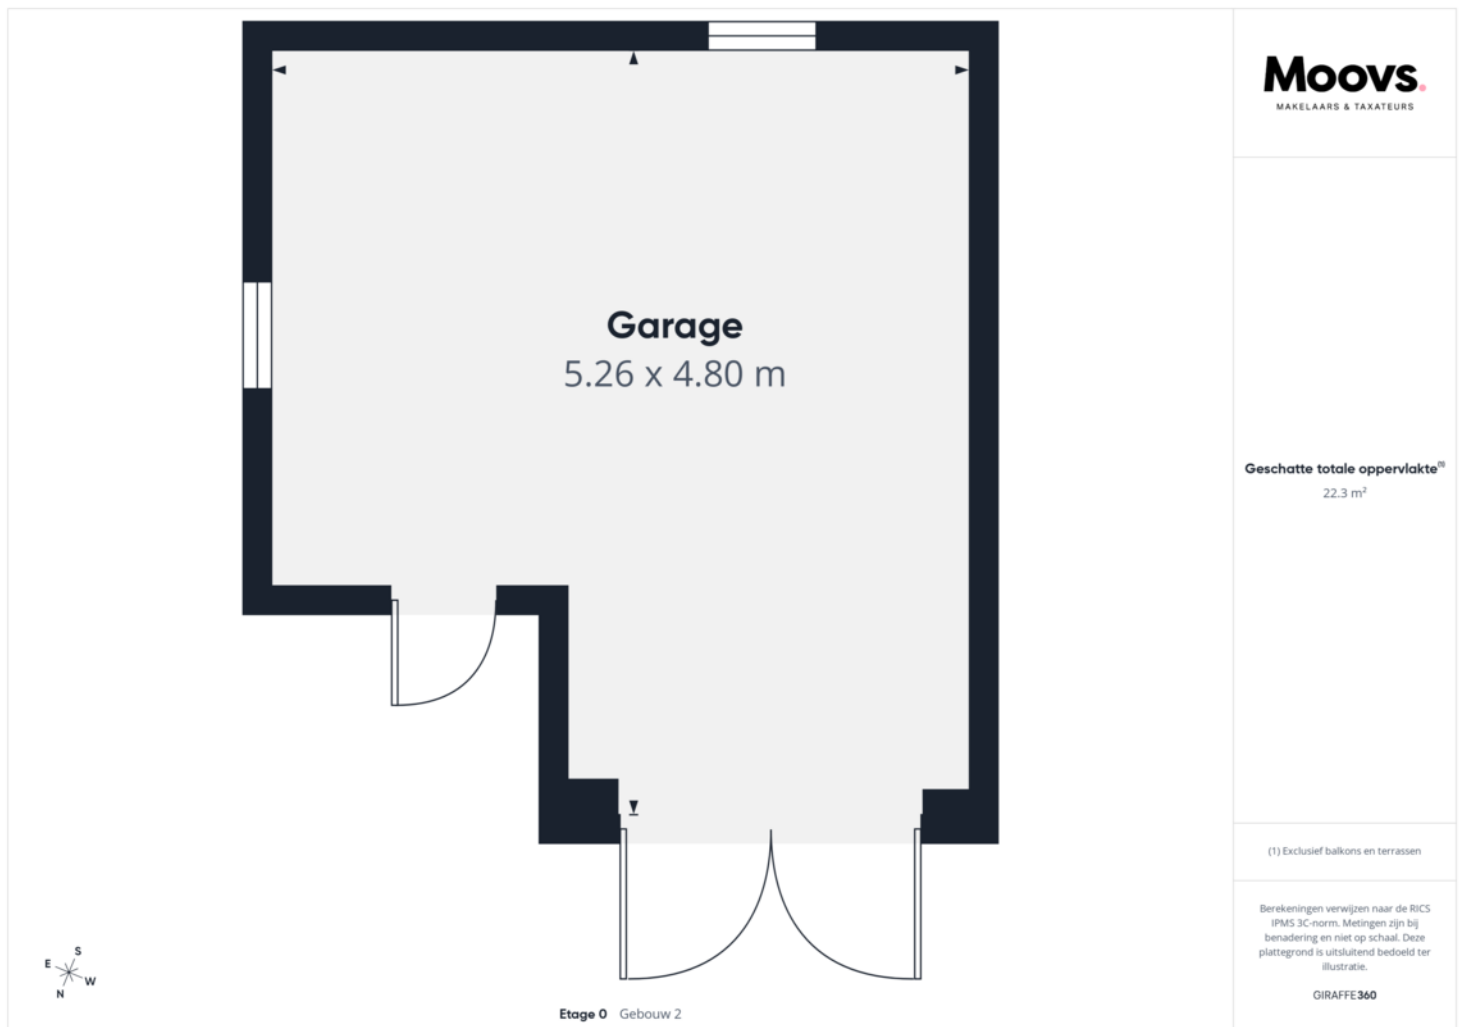 Moovs.
MAKELAARS & TAXATEURS
Garage
5.26 x 4.80 m
Geschatte totale oppervlakte(1)
22.3 m²
(1) Exclusief balkons en terrassen
Berekeningen verwijzen naar de RICS
IPMS 3C-norm. Metingen zijn bij
benadering en niet op schaal. Deze
plattegrond is uitsluitend bedoeld ter
illustratie.
GIRAFFE360
S
E
W
N
Etage 0 Gebouw 2